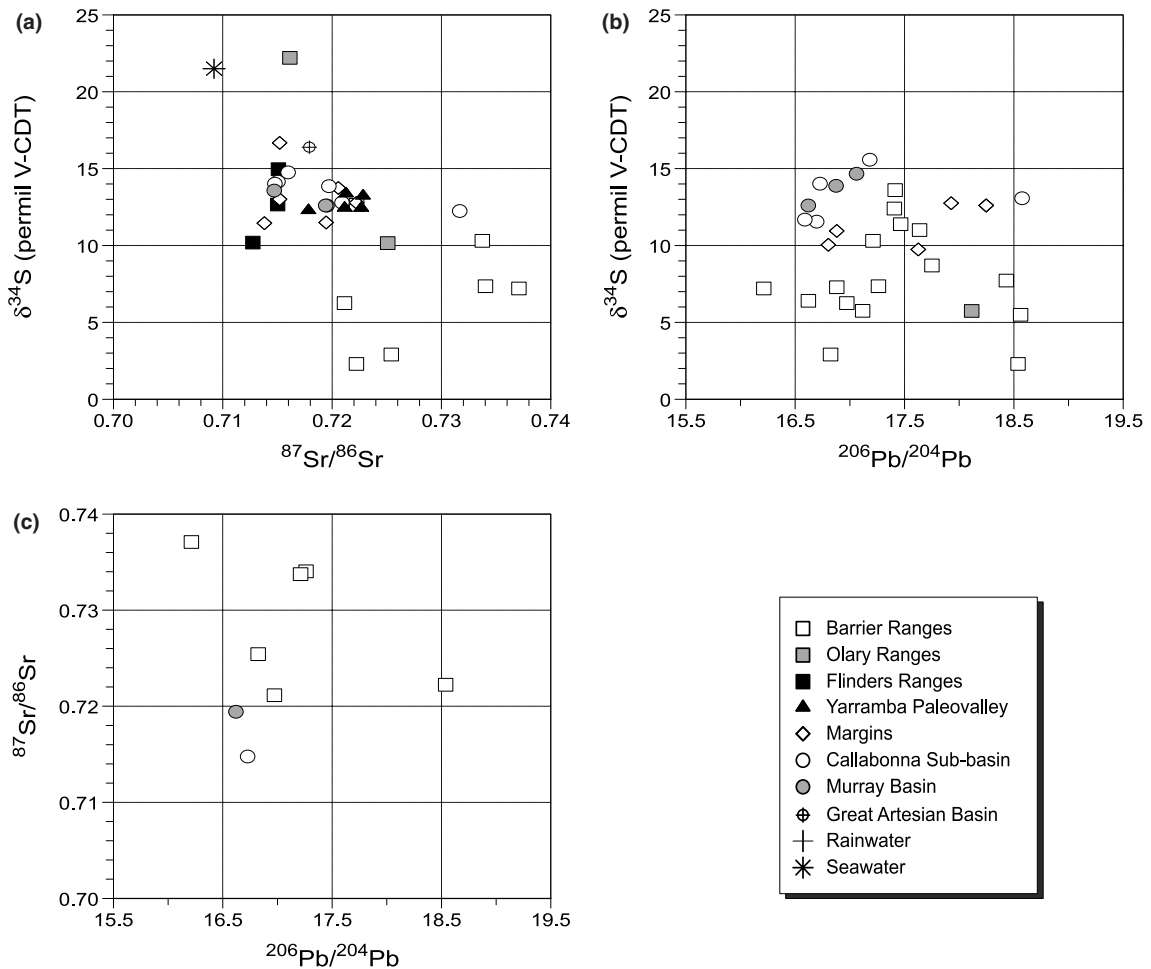 (a)
25
20
15
10
5
0
δ³⁴S (permil V-CDT)
0.70
0.71
0.72
0.73
0.74
⁸⁷Sr/⁸⁶Sr
(b)
25
20
15
10
5
0
δ³⁴S (permil V-CDT)
15.5
16.5
17.5
18.5
19.5
²⁰⁶Pb/²⁰⁴Pb
(c)
0.74
0.73
0.72
0.71
0.70
⁸⁷Sr/⁸⁶Sr
15.5
16.5
17.5
18.5
19.5
²⁰⁶Pb/²⁰⁴Pb
Barrier Ranges
Olary Ranges
Flinders Ranges
Yarramba Paleovalley
Margins
Callabonna Sub-basin
Murray Basin
Great Artesian Basin
Rainwater
Seawater